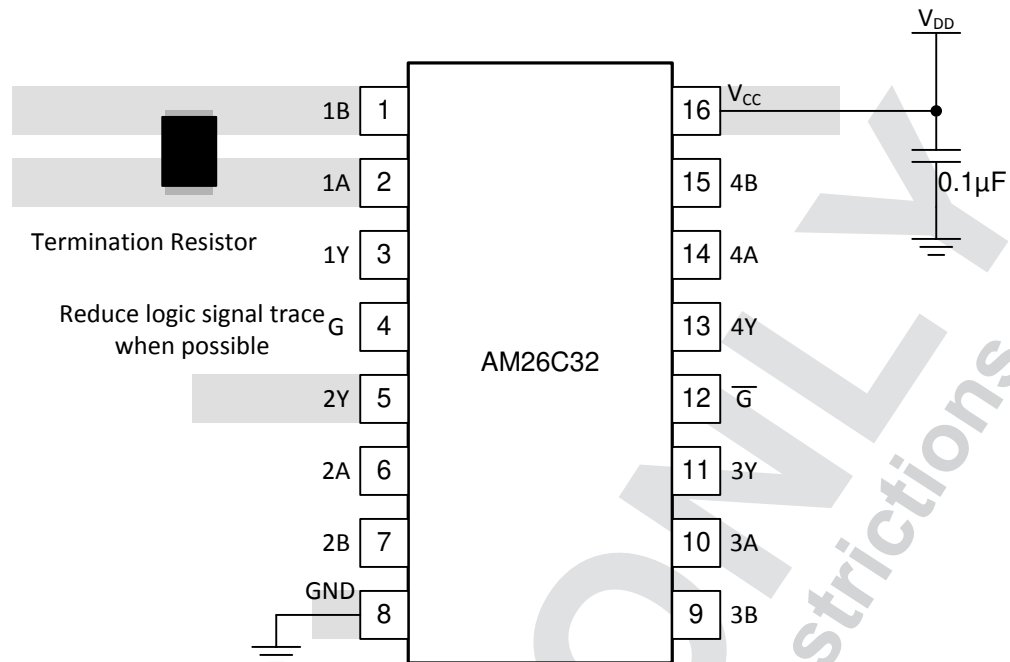 V_DD
1B 1 16 V_CC
0.1µF
1A 2 15 4B
Termination Resistor
1Y 3 14 4A
Reduce logic signal trace
when possible
G 4 13 4Y
AM26C32
2Y 5 12 G̅
2A 6 11 3Y
2B 7 10 3A
GND 8 9 3B
ONLY
strictions